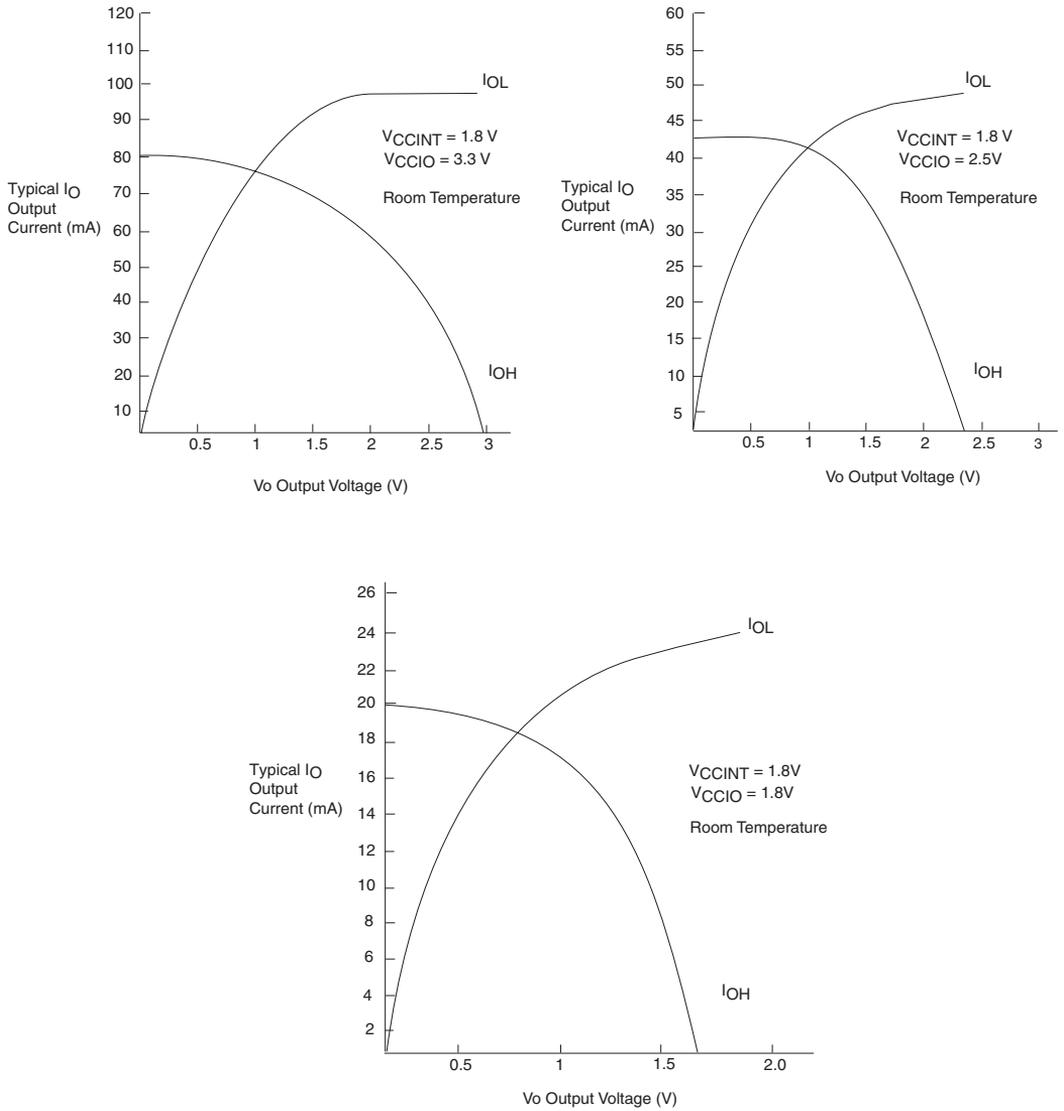 120
110
100
90
80
70
60
50
40
30
20
10
Typical IO
Output
Current (mA)
IOL
VCCINT = 1.8 V
VCCIO = 3.3 V
Room Temperature
IOH
0.5 1 1.5 2 2.5 3
Vo Output Voltage (V)
60
55
50
45
40
35
30
25
20
15
10
5
Typical IO
Output
Current (mA)
IOL
VCCINT = 1.8 V
VCCIO = 2.5V
Room Temperature
IOH
0.5 1 1.5 2 2.5 3
Vo Output Voltage (V)
26
24
22
20
18
16
14
12
10
8
6
4
2
Typical IO
Output
Current (mA)
IOL
VCCINT = 1.8V
VCCIO = 1.8V
Room Temperature
IOH
0.5 1 1.5 2.0
Vo Output Voltage (V)